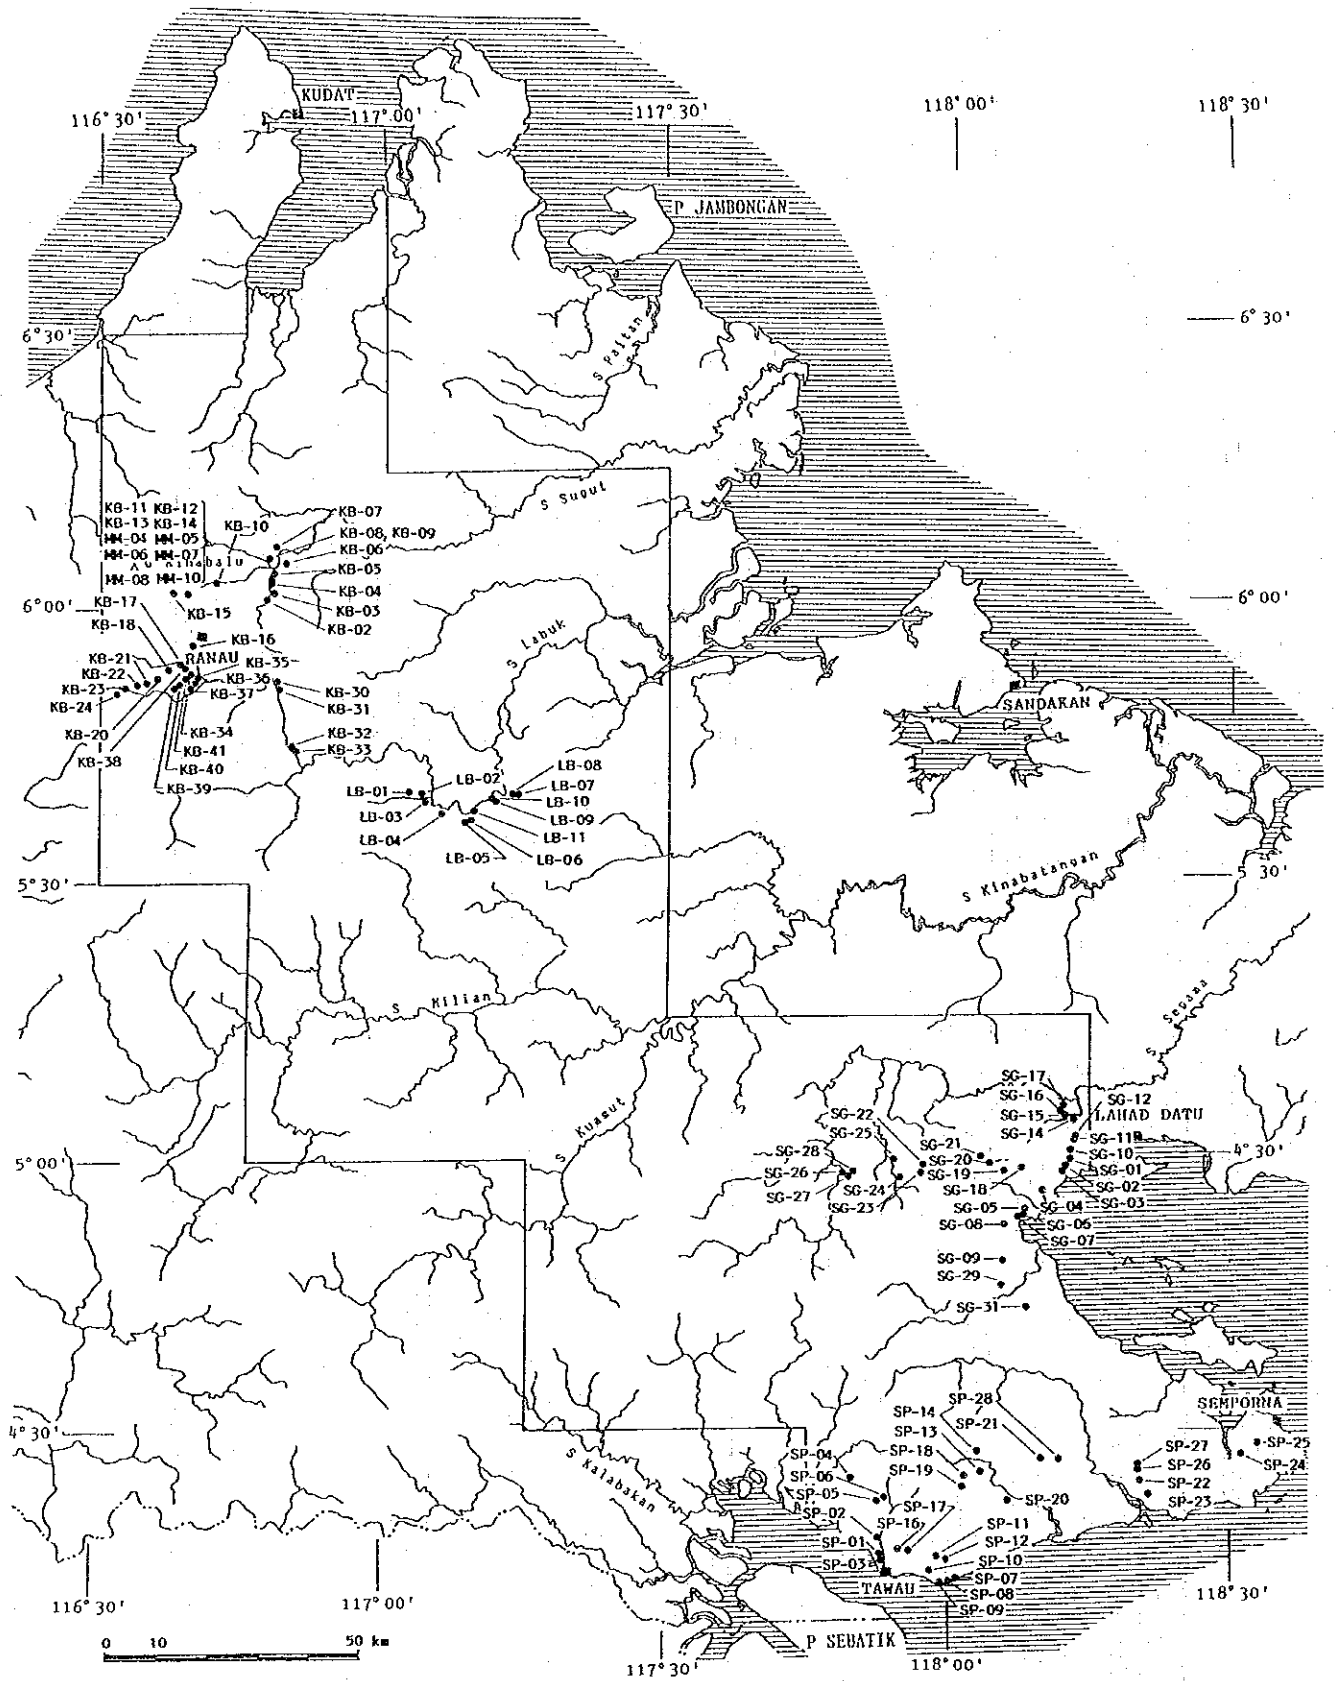 KUDAT
116°30'
117°00'
117°30'
118°00'
118°30'
P JAMBONGAN
6°30'
6°30'
S Paitan
S Sugut
KB-11 KB-12
KB-13 KB-14
MM-04 MM-05
MM-06 MM-07
MM-08 MM-10
KB-10
KB-07
KB-08, KB-09
KB-06
KB-05
KB-04
KB-03
KB-02
6°00'
6°00'
KB-17
KB-18
KB-15
KB-16
RANAU
KB-21
KB-22
KB-23
KB-24
KB-35
KB-36
KB-37
KB-30
KB-31
KB-20
KB-38
KB-34
KB-41
KB-40
KB-39
KB-32
KB-33
S Labuk
SANDAKAN
LB-01
LB-02
LB-03
LB-04
LB-05
LB-08
LB-07
LB-10
LB-09
LB-11
LB-06
5°30'
5 30'
S Kinabatangan
S Milian
S Segama
S Kuamut
SG-17
SG-16
SG-15
SG-14
SG-12
LAHAD DATU
SG-22
SG-25
SG-21
SG-20
SG-19
SG-18
SG-11
SG-10
SG-01
SG-02
SG-03
SG-28
SG-26
SG-27
SG-24
SG-23
5°00'
4°30'
SG-05
SG-08
SG-04
SG-06
SG-07
SG-09
SG-29
SG-31
4°30'
S Kalabakan
SP-28
SP-14
SP-21
SP-13
SP-18
SP-19
SEMPORNA
SP-04
SP-06
SP-05
SP-02
SP-17
SP-16
SP-20
SP-27
SP-26
SP-22
SP-23
SP-25
SP-24
SP-01
SP-03
SP-11
SP-12
SP-10
SP-07
SP-08
SP-09
TAWAU
P SEBATIK
116°30'
117°00'
117°30'
118°00'
118°30'
0 10 50 km